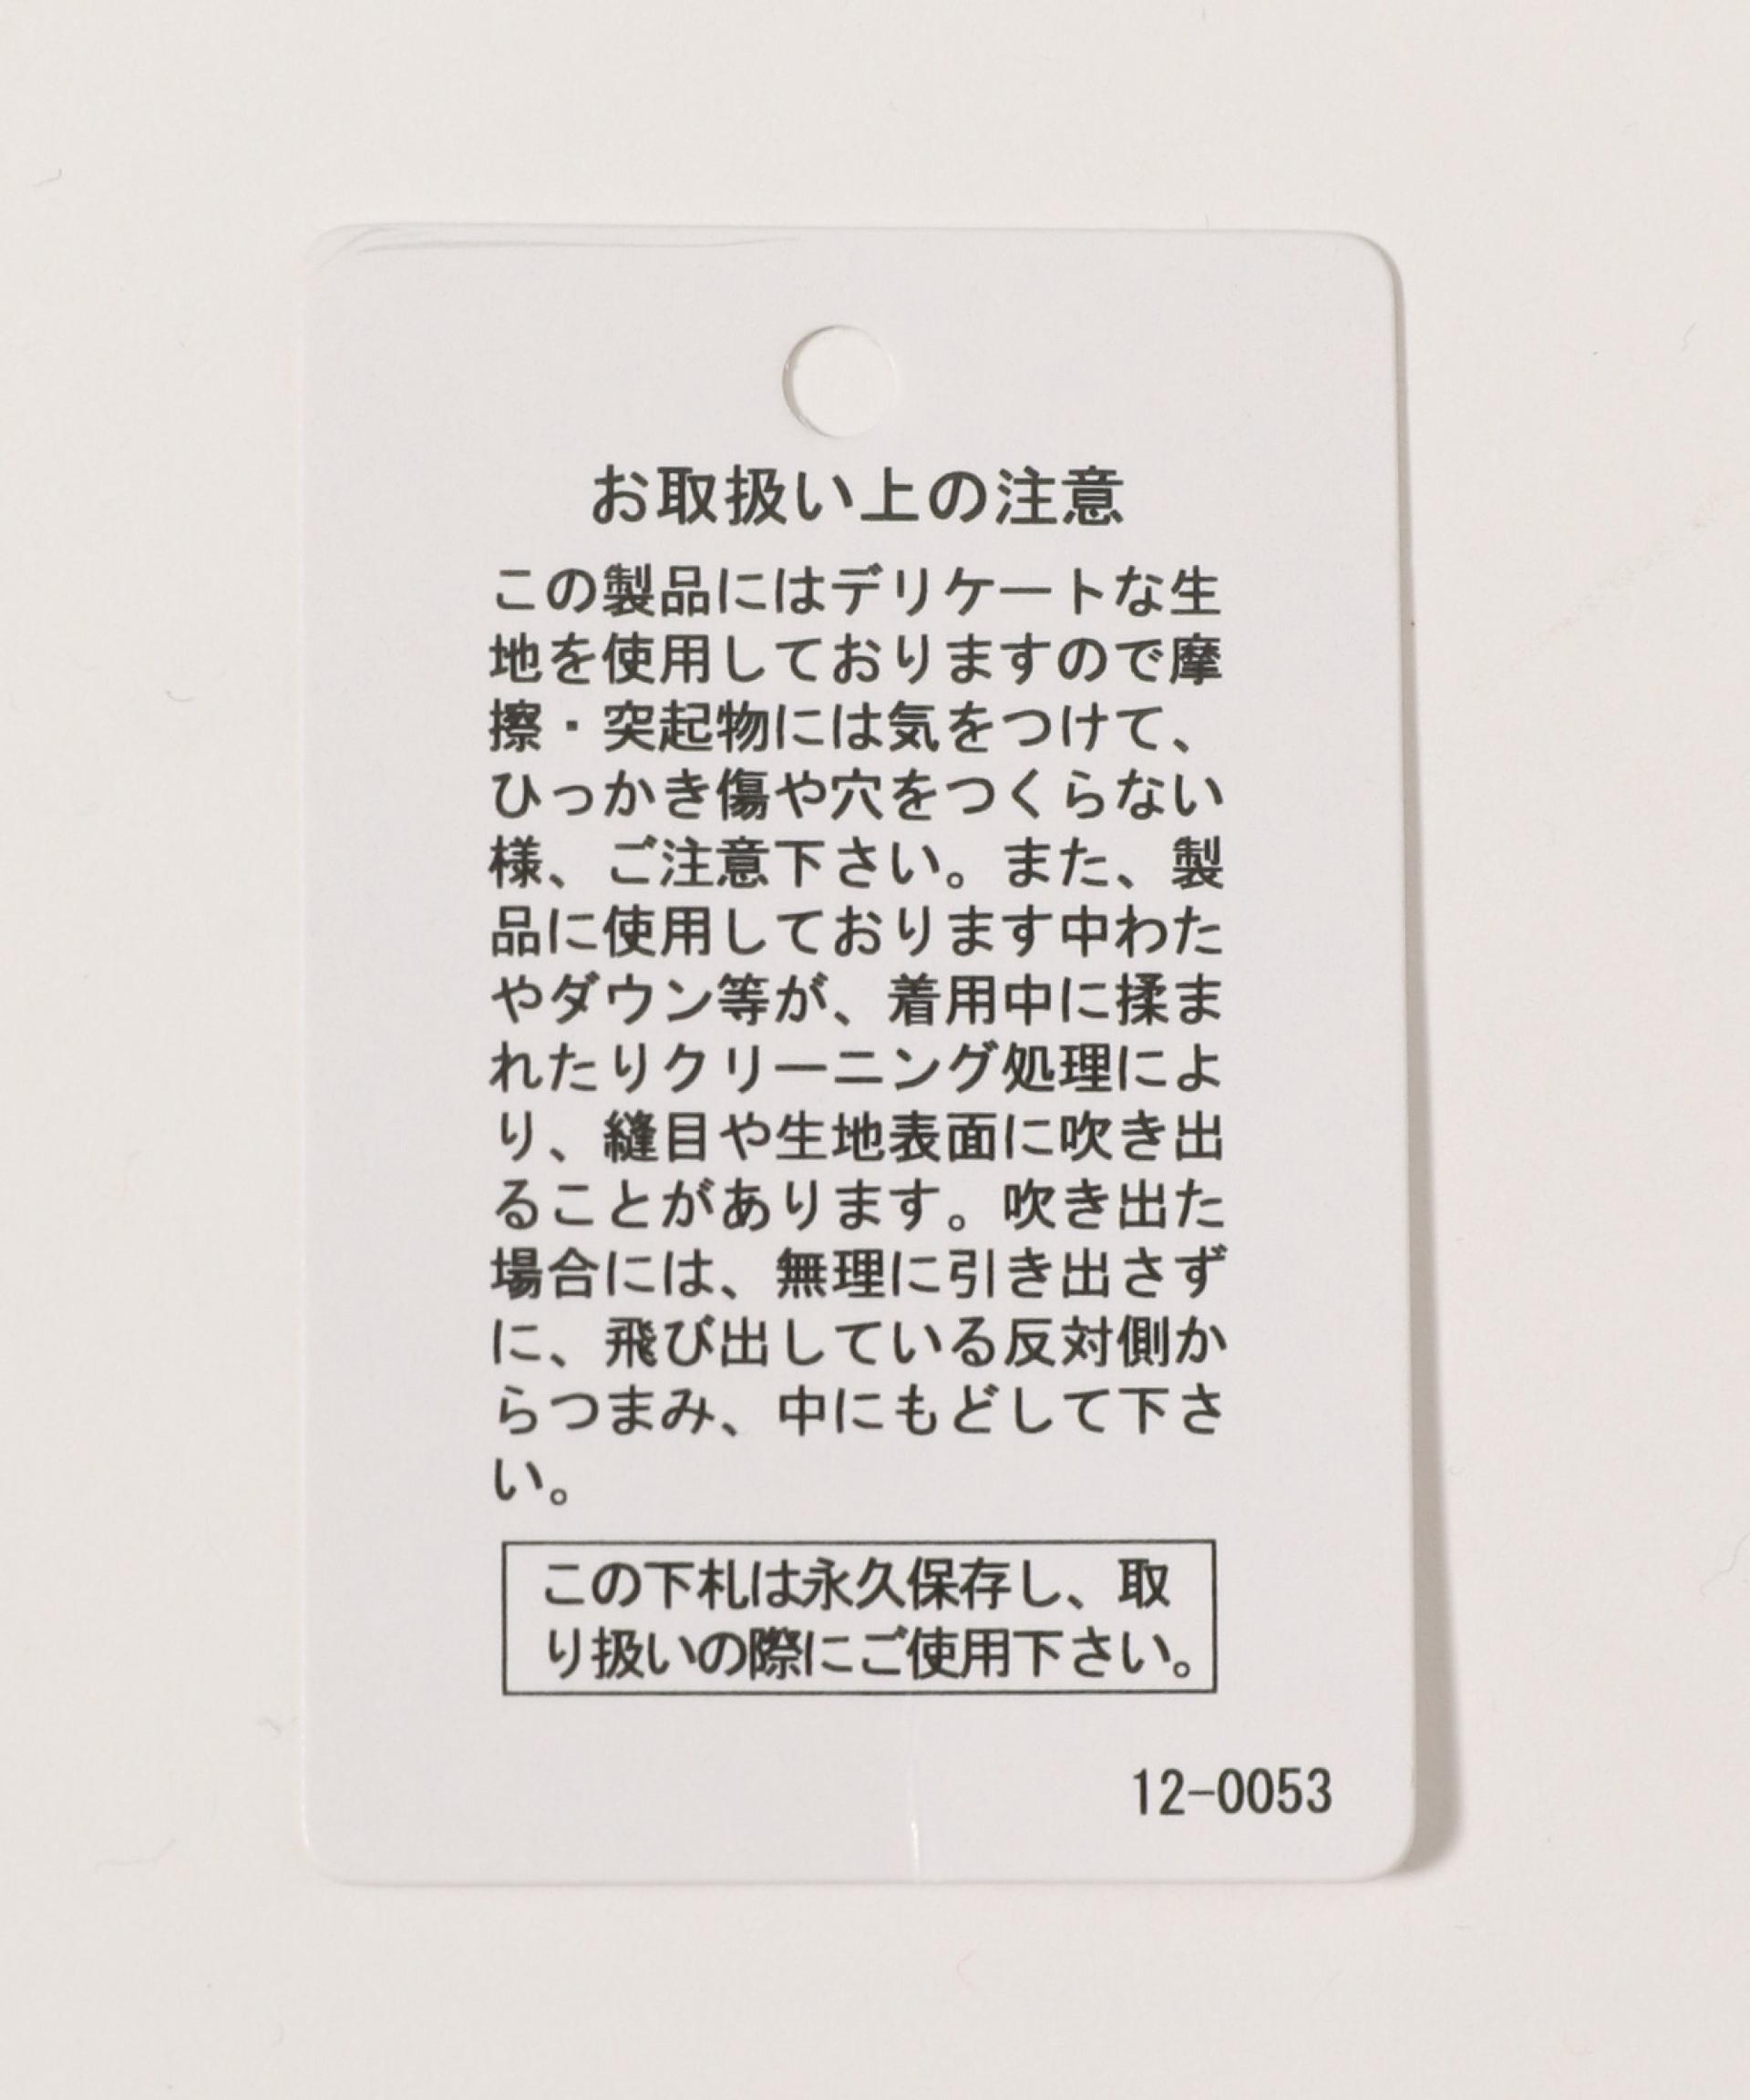 お取扱い上の注意
この製品にはデリケートな生
地を使用しておりますので摩
擦・突起物には気をつけて、
ひっかき傷や穴をつくらない
様、ご注意下さい。また、製
品に使用しております中わた
やダウン等が、着用中に揉ま
れたりクリーニング処理によ
り、縫目や生地表面に吹き出
ることがあります。吹き出た
場合には、無理に引き出さず
に、飛び出している反対側か
らつまみ、中にもどして下さ
い。
この下札は永久保存し、取
り扱いの際にご使用下さい。
12-0053